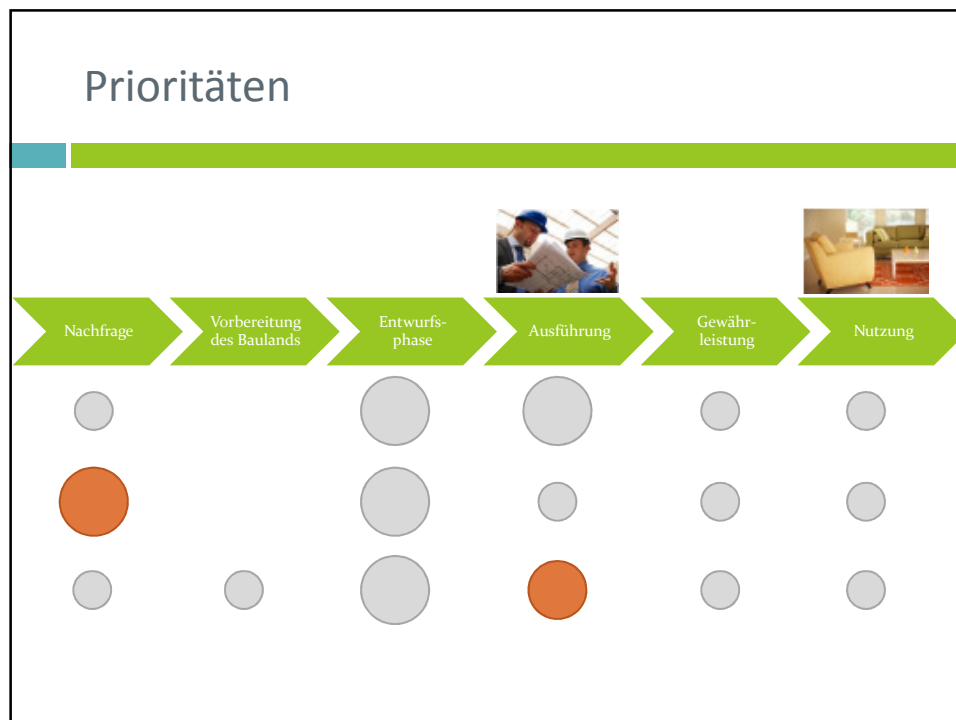 Prioritäten
Nachfrage
Vorbereitung
des Baulands
Entwurfs-
phase
Ausführung
Gewähr-
leistung
Nutzung